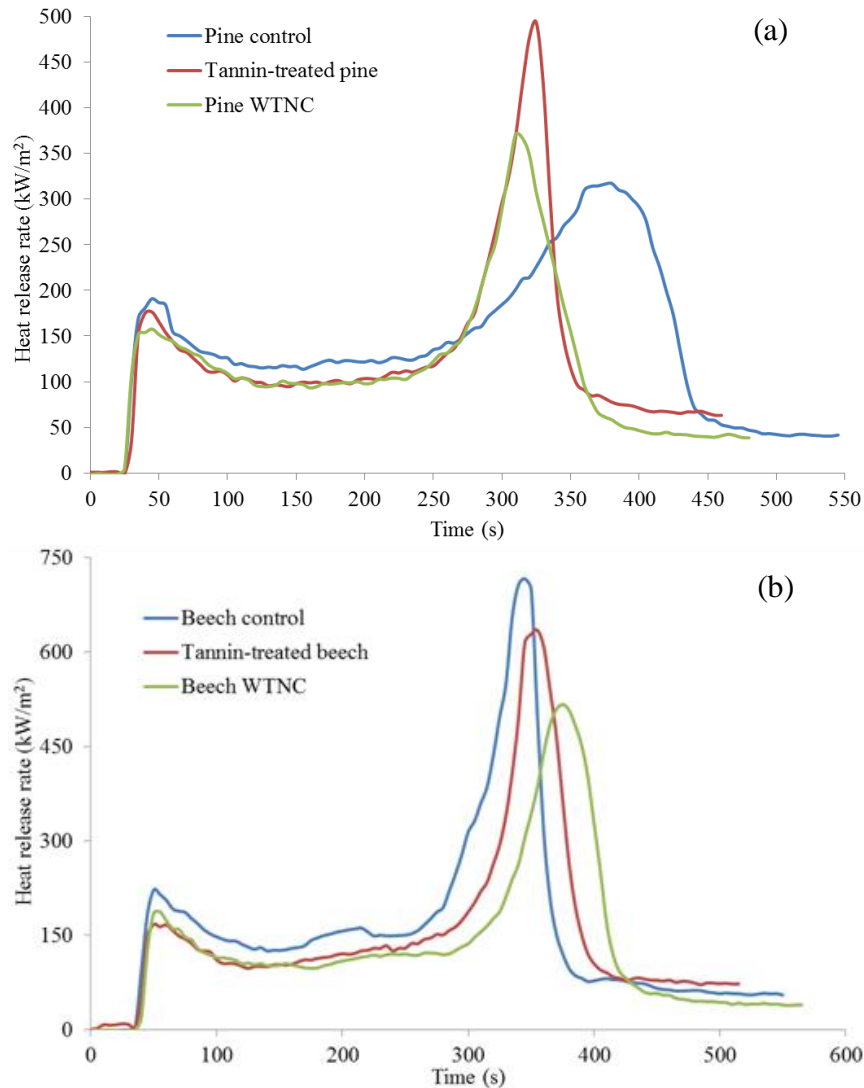 (a)
Pine control
Tannin-treated pine
Pine WTNC
Heat release rate (kW/m²)
500
450
400
350
300
250
200
150
100
50
0
0 50 100 150 200 250 300 350 400 450 500 550
Time (s)
(b)
Beech control
Tannin-treated beech
Beech WTNC
Heat release rate (kW/m²)
750
600
450
300
150
0
0 100 200 300 400 500 600
Time (s)